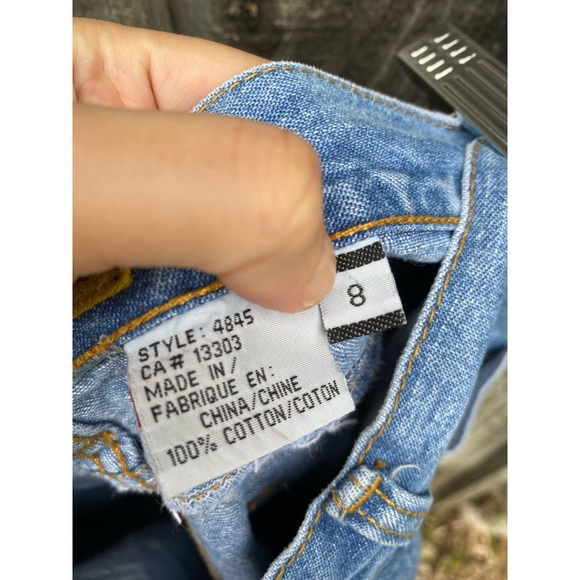 8
STYLE: 4845
CA# 13303
MADE IN/
FABRIQUE EN:
CHINA/CHINE
100% COTTON/COTON